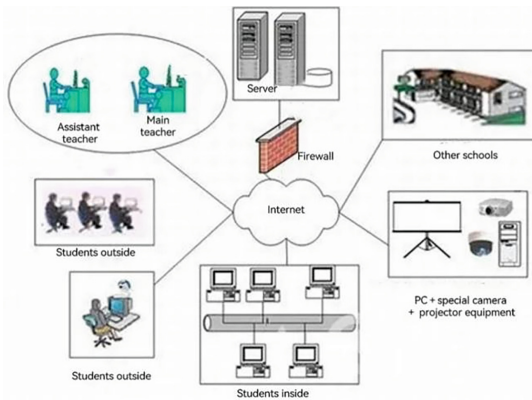 Server
Assistant
teacher
Main
teacher
Firewall
Other schools
Internet
Students outside
PC + special camera
+ projector equipment
Students outside
Students inside